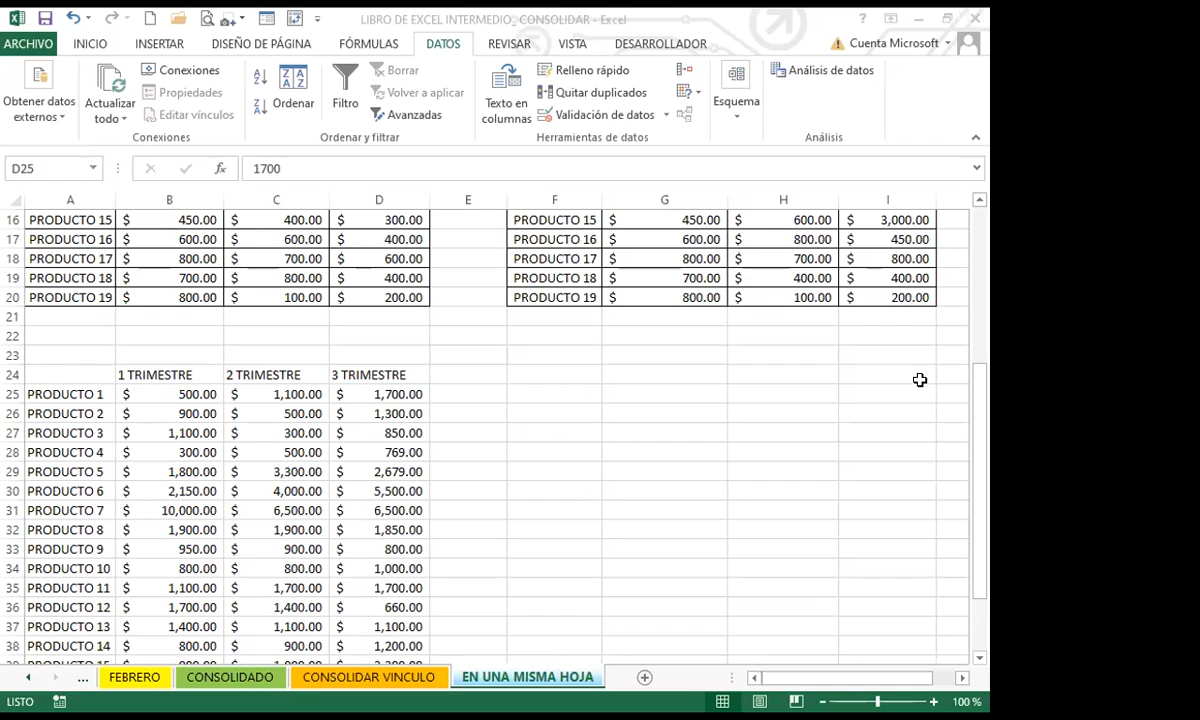 LIBRO DE EXCEL INTERMEDIO_ CONSOLIDAR - Excel
ARCHIVO INICIO INSERTAR DISEÑO DE PÁGINA FÓRMULAS DATOS REVISAR VISTA DESARROLLADOR Cuenta Microsoft
Obtener datos externos
Actualizar todo
Conexiones
Propiedades
Editar vínculos
Conexiones
Ordenar
Filtro
Borrar
Volver a aplicar
Avanzadas
Ordenar y filtrar
Texto en columnas
Relleno rápido
Quitar duplicados
Validación de datos
Herramientas de datos
Esquema
Análisis de datos
Análisis
D25 fx 1700
A B C D E F G H I
16 PRODUCTO 15 $ 450.00 $ 400.00 $ 300.00 PRODUCTO 15 $ 450.00 $ 600.00 $ 3,000.00
17 PRODUCTO 16 $ 600.00 $ 600.00 $ 400.00 PRODUCTO 16 $ 600.00 $ 800.00 $ 450.00
18 PRODUCTO 17 $ 800.00 $ 700.00 $ 600.00 PRODUCTO 17 $ 800.00 $ 700.00 $ 800.00
19 PRODUCTO 18 $ 700.00 $ 800.00 $ 400.00 PRODUCTO 18 $ 700.00 $ 400.00 $ 400.00
20 PRODUCTO 19 $ 800.00 $ 100.00 $ 200.00 PRODUCTO 19 $ 800.00 $ 100.00 $ 200.00
21
22
23
24 1 TRIMESTRE 2 TRIMESTRE 3 TRIMESTRE
25 PRODUCTO 1 $ 500.00 $ 1,100.00 $ 1,700.00
26 PRODUCTO 2 $ 900.00 $ 500.00 $ 1,300.00
27 PRODUCTO 3 $ 1,100.00 $ 300.00 $ 850.00
28 PRODUCTO 4 $ 300.00 $ 500.00 $ 769.00
29 PRODUCTO 5 $ 1,800.00 $ 3,300.00 $ 2,679.00
30 PRODUCTO 6 $ 2,150.00 $ 4,000.00 $ 5,500.00
31 PRODUCTO 7 $ 10,000.00 $ 6,500.00 $ 6,500.00
32 PRODUCTO 8 $ 1,900.00 $ 1,900.00 $ 1,850.00
33 PRODUCTO 9 $ 950.00 $ 900.00 $ 800.00
34 PRODUCTO 10 $ 800.00 $ 800.00 $ 1,000.00
35 PRODUCTO 11 $ 1,100.00 $ 1,700.00 $ 1,700.00
36 PRODUCTO 12 $ 1,700.00 $ 1,400.00 $ 660.00
37 PRODUCTO 13 $ 1,400.00 $ 1,100.00 $ 1,100.00
38 PRODUCTO 14 $ 800.00 $ 900.00 $ 1,200.00
... FEBRERO CONSOLIDADO CONSOLIDAR VINCULO EN UNA MISMA HOJA
LISTO 100 %